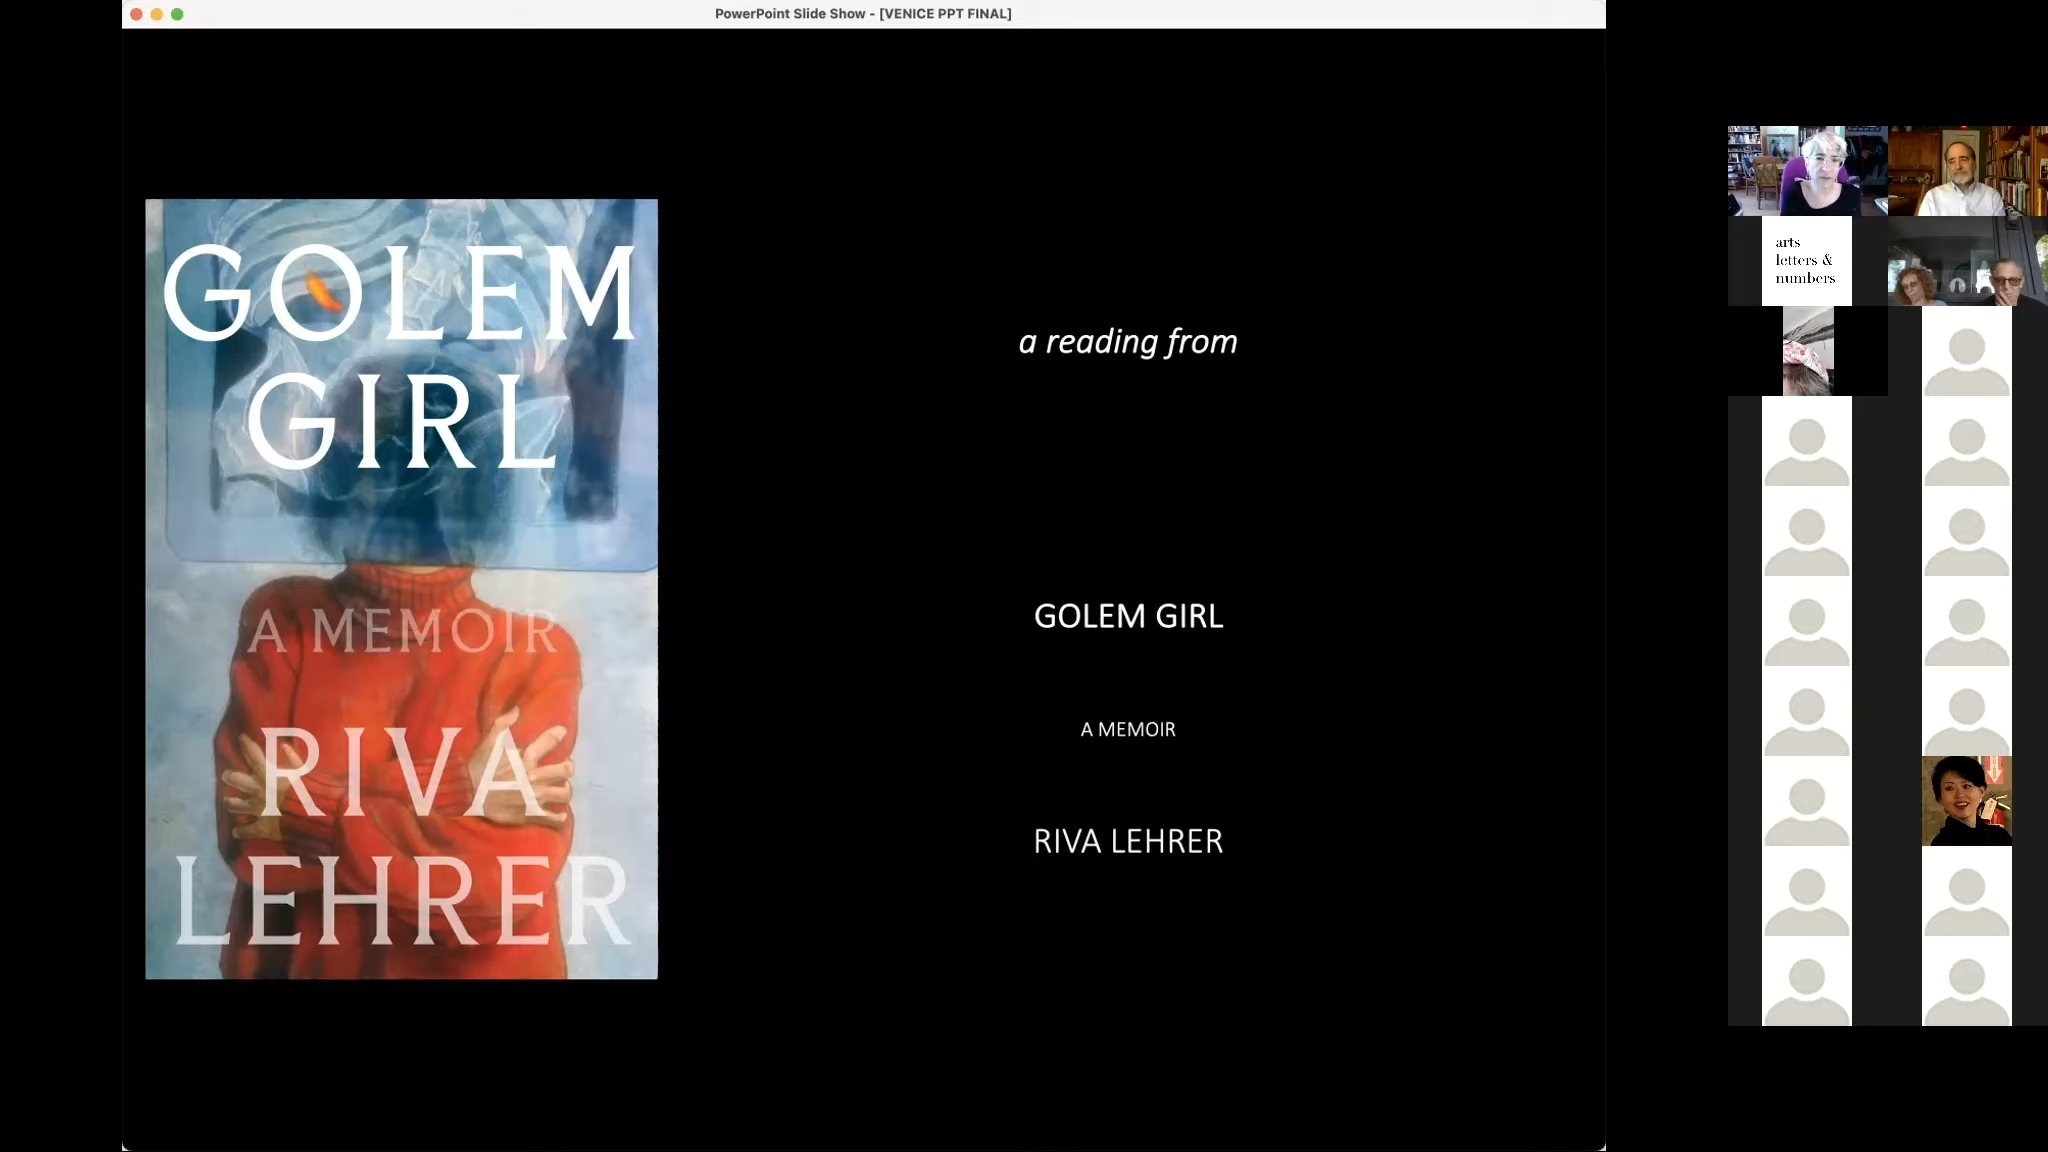 PowerPoint Slide Show - [VENICE PPT FINAL]
GOLEM
GIRL
A MEMOIR
RIVA
LEHRER
a reading from
GOLEM GIRL
A MEMOIR
RIVA LEHRER
arts
letters &
numbers